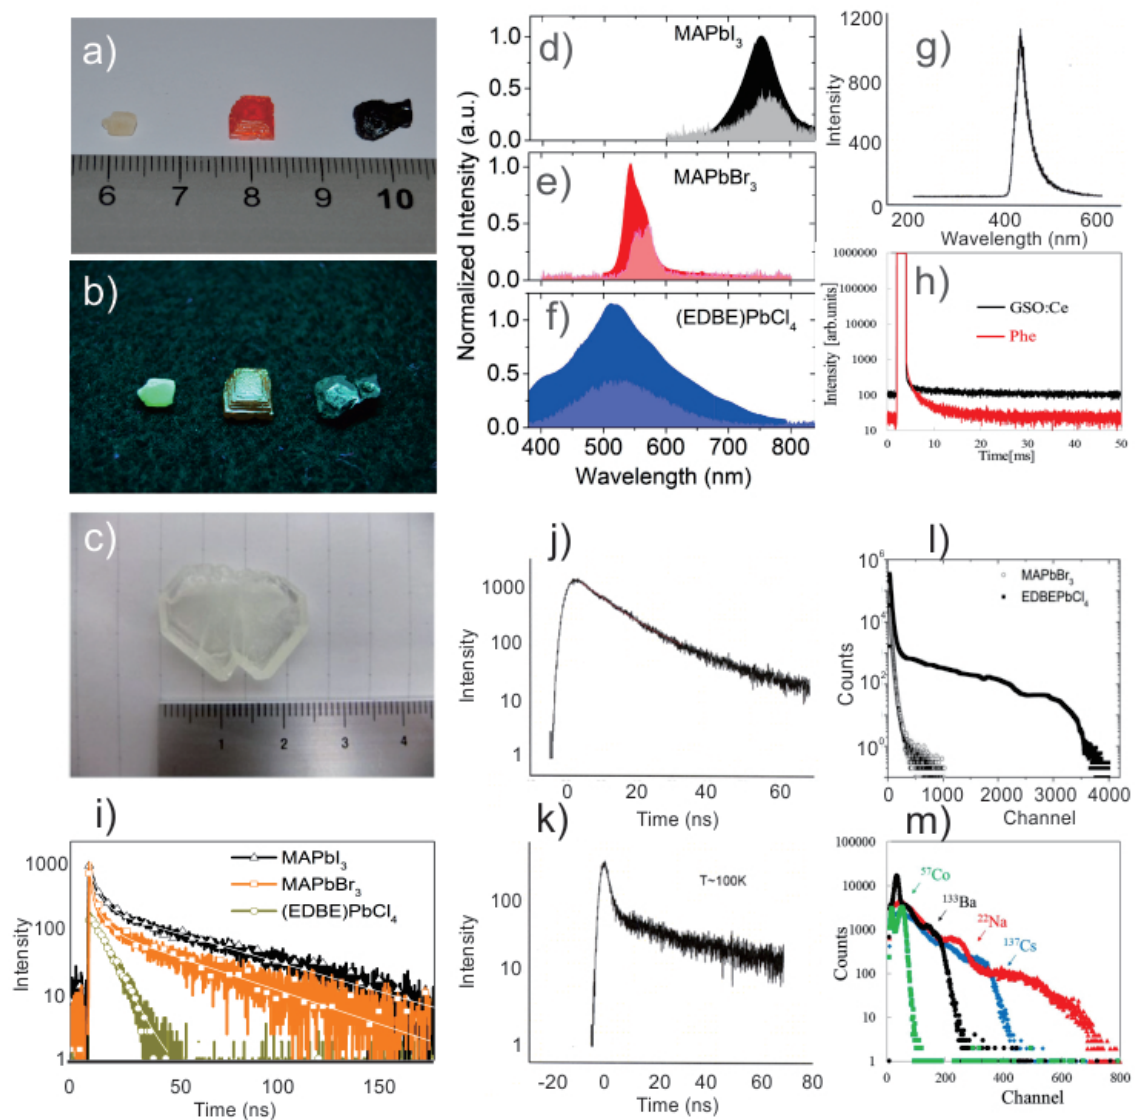 a)
6 7 8 9 10
b)
c)
1 2 3 4
d)
MAPbI3
1.0
0.5
0.0
e)
MAPbBr3
1.0
0.5
0.0
f)
(EDBE)PbCl4
1.0
0.5
0.0
400 500 600 700 800
Wavelength (nm)
Normalized Intensity (a.u.)
g)
1200
800
400
0
Intensity
200 400 600
Wavelength (nm)
h)
1000000
100000
10000
1000
100
10
Intensity [arb.units]
GSO:Ce
Phe
0 10 20 30 40 50
Time[ms]
i)
MAPbI3
MAPbBr3
(EDBE)PbCl4
1000
100
10
1
Intensity
0 50 100 150
Time (ns)
j)
1000
100
10
1
Intensity
0 20 40 60
Time (ns)
k)
T~100K
100
10
1
Intensity
-20 0 20 40 60 80
Time (ns)
l)
10^6
10^4
10^2
10^0
Counts
MAPbBr3
EDBEPbCl4
0 1000 2000 3000 4000
Channel
m)
100000
10000
1000
100
10
1
Counts
57Co
133Ba
22Na
137Cs
0 200 400 600 800
Channel